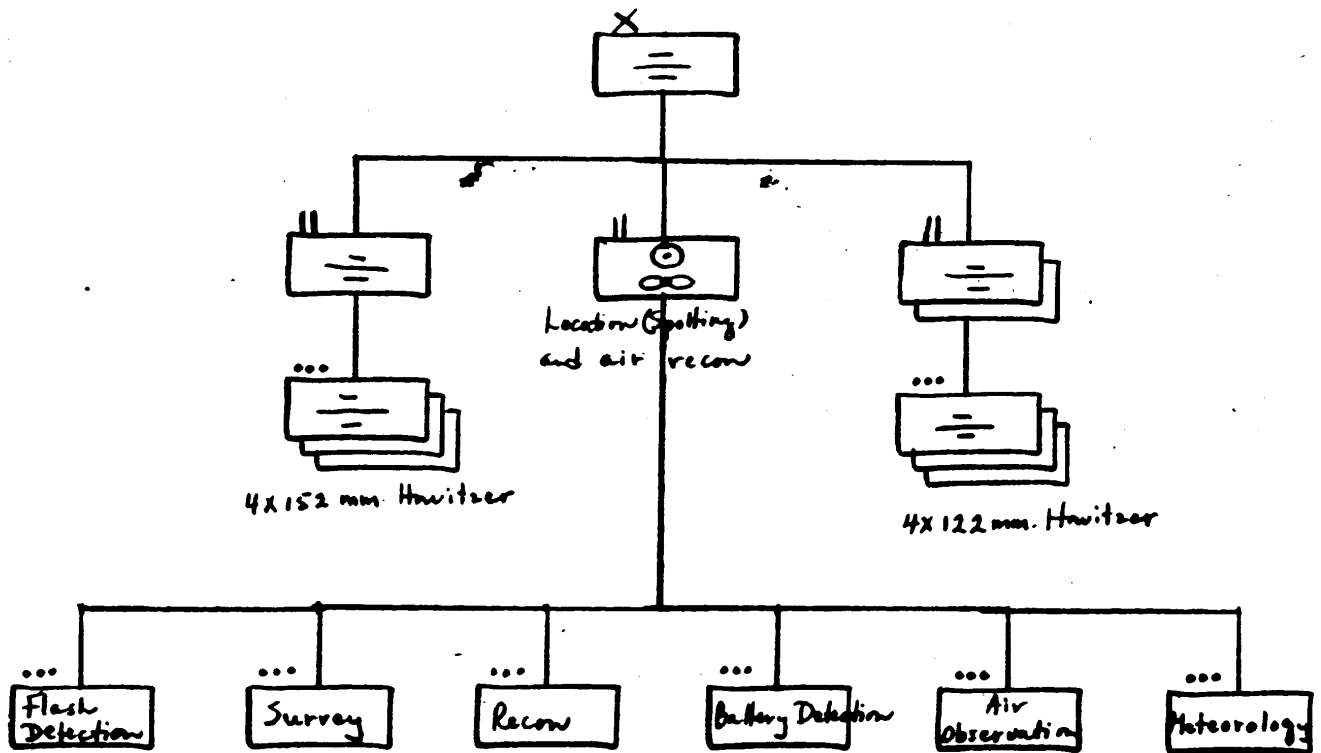 Location (Spotting)
and air recon
4 X 152 mm. Howitzer
4 X 122 mm. Howitzer
Flash
Detection
Survey
Recon
Battery Detection
Air
Observation
Meteorology